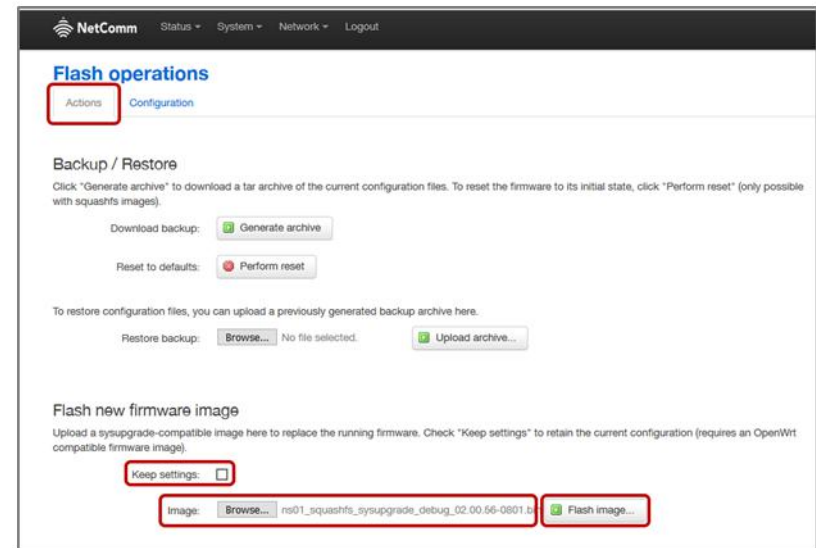 NetComm Status System Network Logout
Flash operations
Actions Configuration
Backup / Restore
Click "Generate archive" to download a tar archive of the current configuration files. To reset the firmware to its initial state, click "Perform reset" (only possible
with squashfs images).
Download backup: Generate archive
Reset to defaults: Perform reset
To restore configuration files, you can upload a previously generated backup archive here.
Restore backup: Browse... No file selected. Upload archive...
Flash new firmware image
Upload a sysupgrade-compatible image here to replace the running firmware. Check "Keep settings" to retain the current configuration (requires an OpenWrt
compatible firmware image).
Keep settings:
Image: Browse... ns01_squashfs_sysupgrade_debug_02.00.56-0801.bin Flash image...